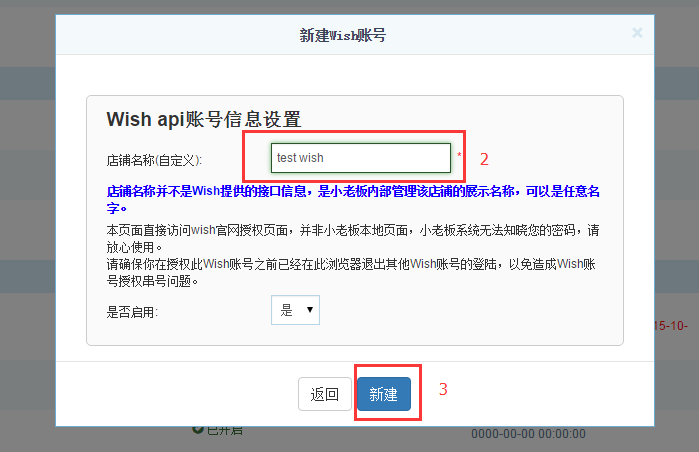 新建Wish账号
×
Wish api账号信息设置
店铺名称(自定义): test wish * 2
店铺名称并不是Wish提供的接口信息，是小老板内部管理该店铺的展示名称，可以是任意名
字。
本页面直接访问wish官网授权页面，并非小老板本地页面，小老板系统无法知晓您的密码，请
放心使用。
请确保你在授权此Wish账号之前已经在此浏览器退出其他Wish账号的登陆，以免造成Wish账
号授权串号问题。
是否启用: 是
15-10-
返回 新建 3
已开启 0000-00-00 00:00:00